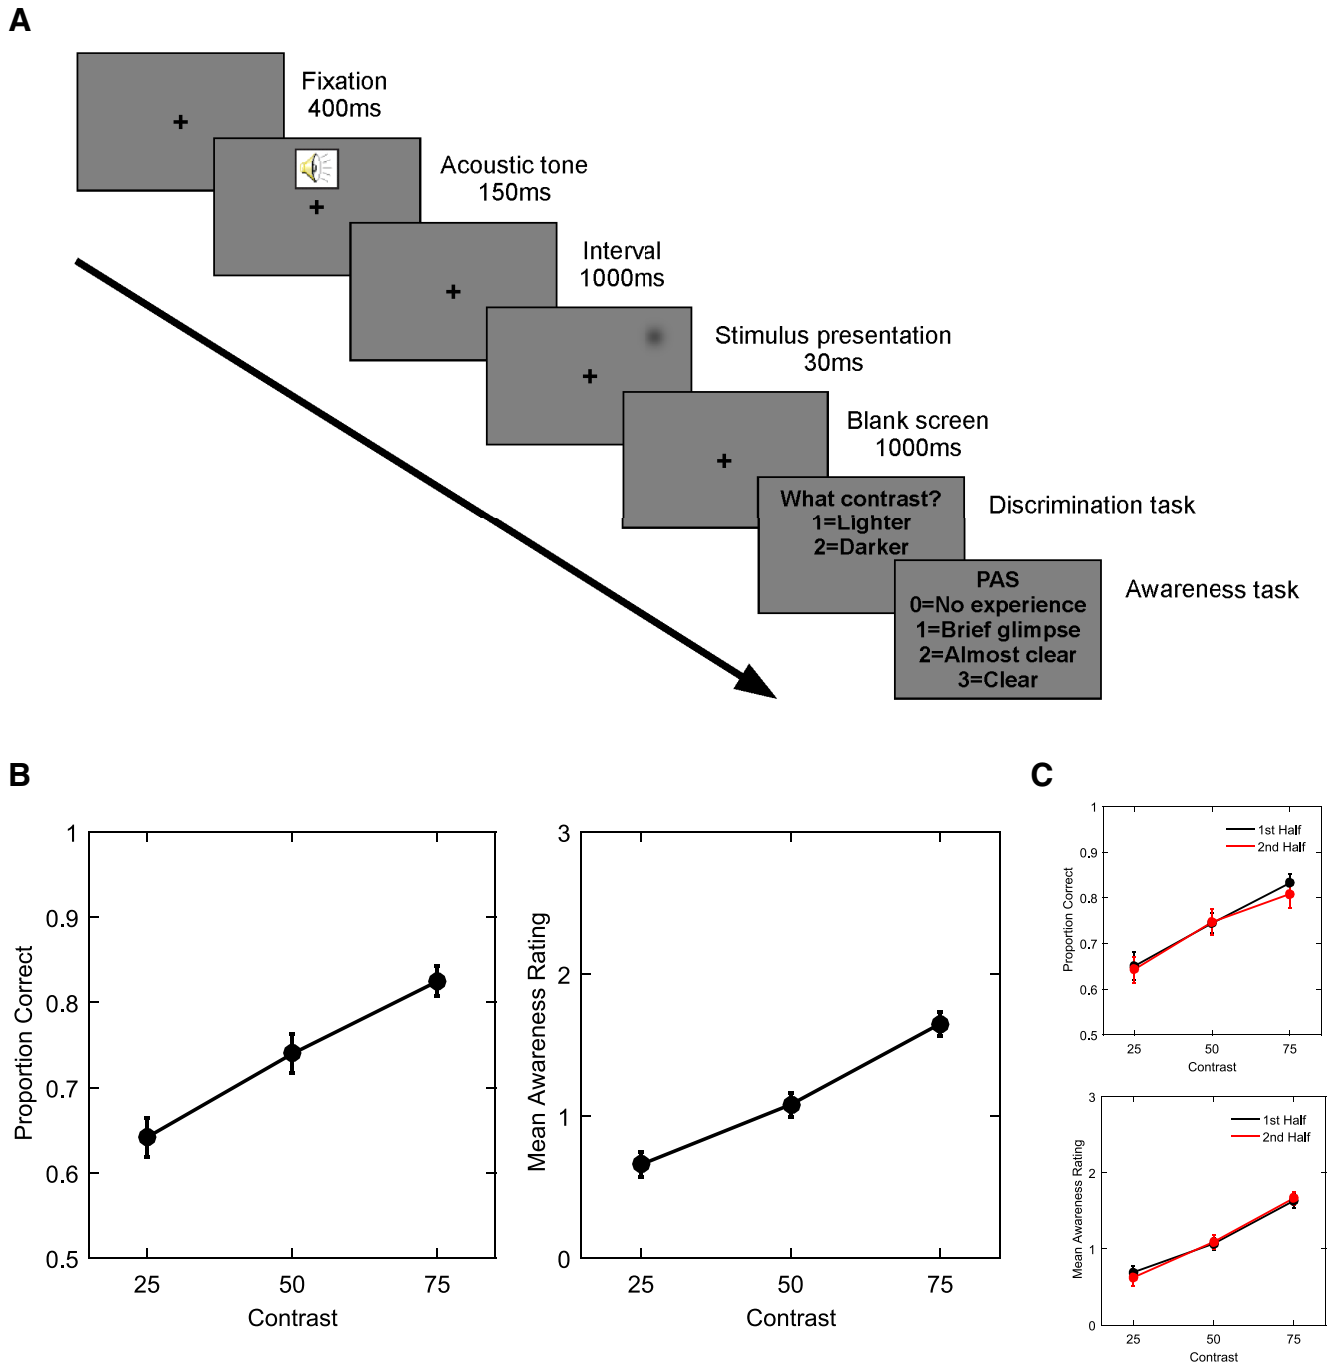 A
Fixation
400ms
Acoustic tone
150ms
Interval
1000ms
Stimulus presentation
30ms
Blank screen
1000ms
What contrast?
1=Lighter
2=Darker
Discrimination task
PAS
0=No experience
1=Brief glimpse
2=Almost clear
3=Clear
Awareness task
B
Proportion Correct
1
0.9
0.8
0.7
0.6
0.5
25 50 75
Contrast
Mean Awareness Rating
3
2
1
0
25 50 75
Contrast
C
Proportion Correct
1
0.9
0.8
0.7
0.6
0.5
1st Half
2nd Half
25 50 75
Contrast
Mean Awareness Rating
3
2
1
0
1st Half
2nd Half
25 50 75
Contrast